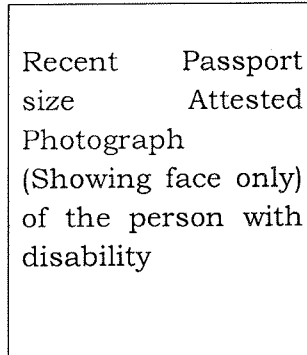 Recent Passport
size Attested
Photograph
(Showing face only)
of the person with
disability